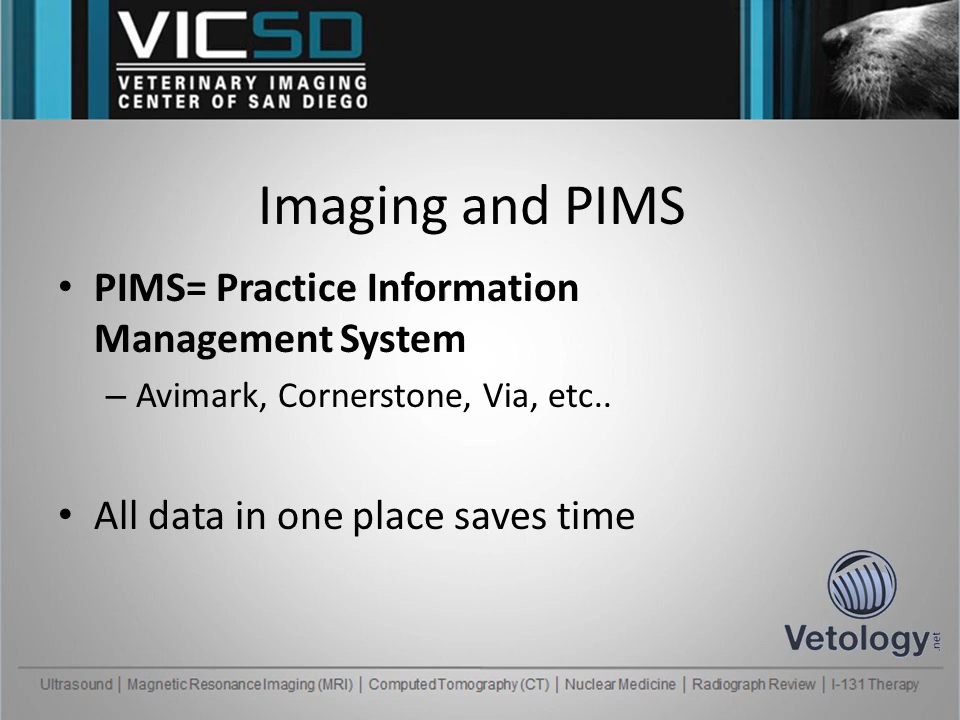 VICSD
VETERINARY IMAGING
CENTER OF SAN DIEGO
Imaging and PIMS
• PIMS= Practice Information
Management System
– Avimark, Cornerstone, Via, etc..
• All data in one place saves time
Vetology.net
Ultrasound | Magnetic Resonance Imaging (MRI) | Computed Tomography (CT) | Nuclear Medicine | Radiograph Review | I-131 Therapy